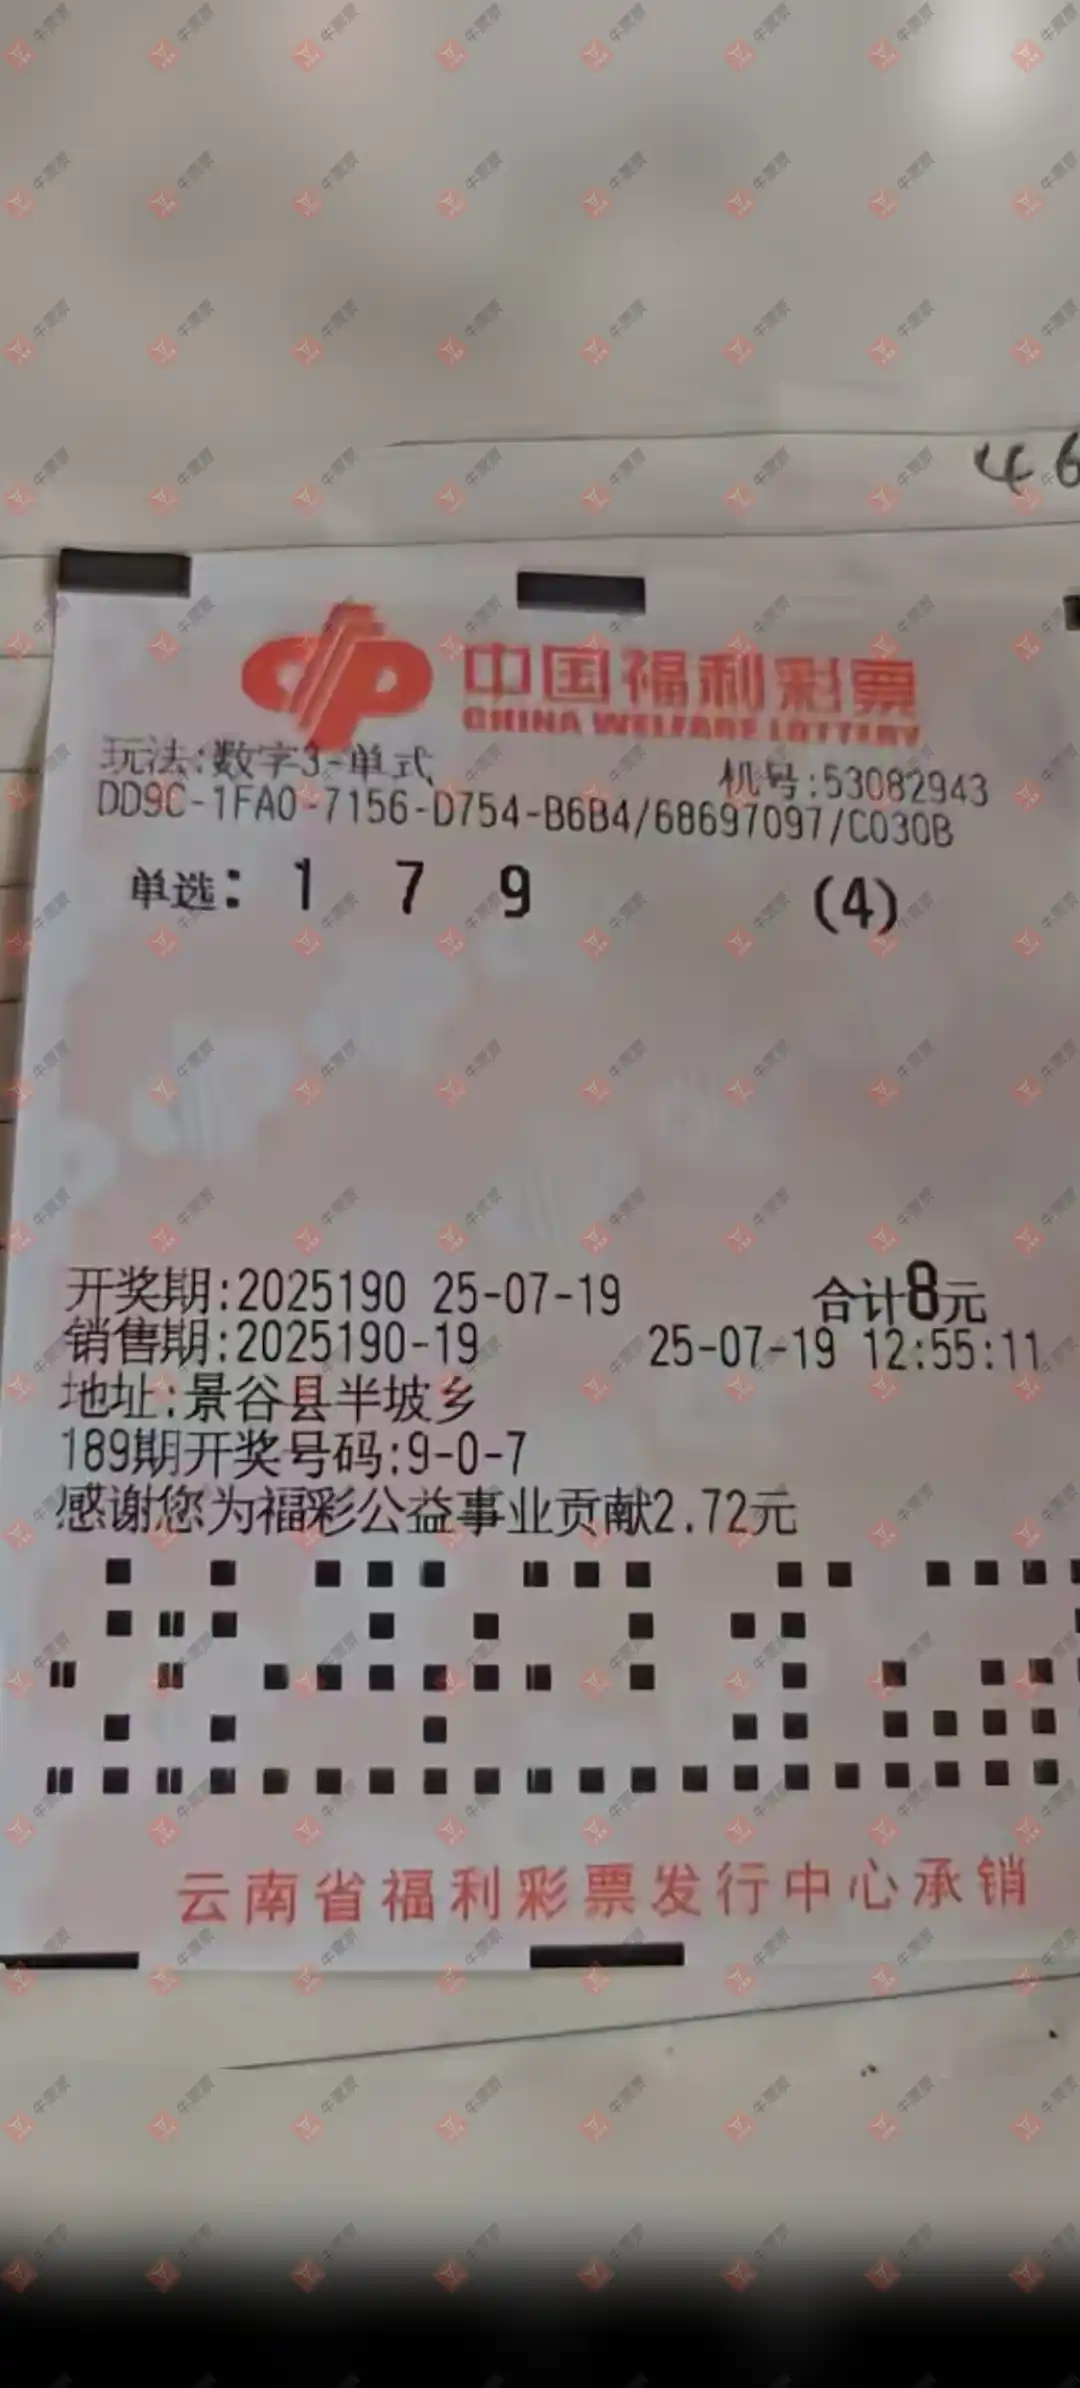 46
中国福利彩票
CHINA WELFARE LOTTERY
玩法:数字3-单式 机号:53082943
DD9C-1FA0-7156-D754-B6B4/68697097/C030B
单选: 1 7 9 (4)
开奖期:2025190 25-07-19 合计8元
销售期:2025190-19 25-07-19 12:55:11
地址:景谷县半坡乡
189期开奖号码:9-0-7
感谢您为福彩公益事业贡献2.72元
云南省福利彩票发行中心承销